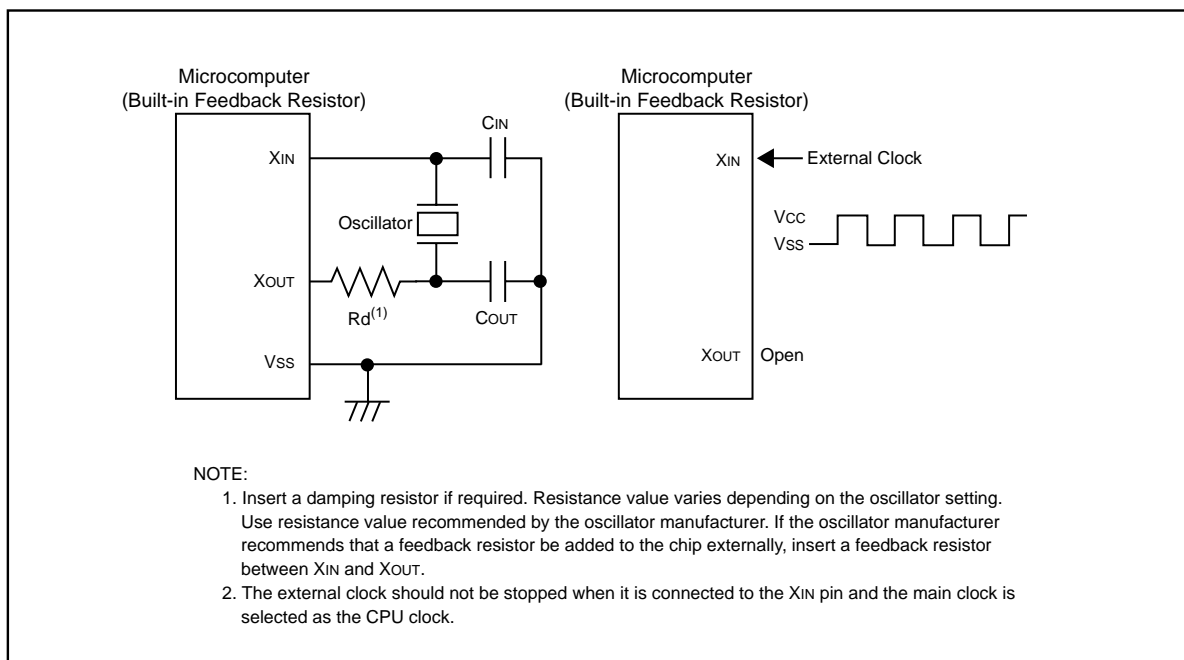 Microcomputer
(Built-in Feedback Resistor)
XIN
CIN
Oscillator
XOUT
Rd(1)
COUT
VSS
Microcomputer
(Built-in Feedback Resistor)
XIN
External Clock
VCC
VSS
XOUT
Open
NOTE:
1. Insert a damping resistor if required. Resistance value varies depending on the oscillator setting.
Use resistance value recommended by the oscillator manufacturer. If the oscillator manufacturer
recommends that a feedback resistor be added to the chip externally, insert a feedback resistor
between XIN and XOUT.
2. The external clock should not be stopped when it is connected to the XIN pin and the main clock is
selected as the CPU clock.